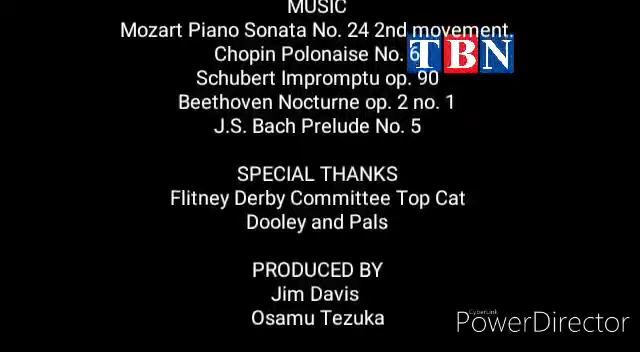 MUSIC
Mozart Piano Sonata No. 24 2nd movement.
Chopin Polonaise No. 6
TBN
Schubert Impromptu op. 90
Beethoven Nocturne op. 2 no. 1
J.S. Bach Prelude No. 5
SPECIAL THANKS
Flitney Derby Committee Top Cat
Dooley and Pals
PRODUCED BY
Jim Davis
Osamu Tezuka
CyberLink
PowerDirector